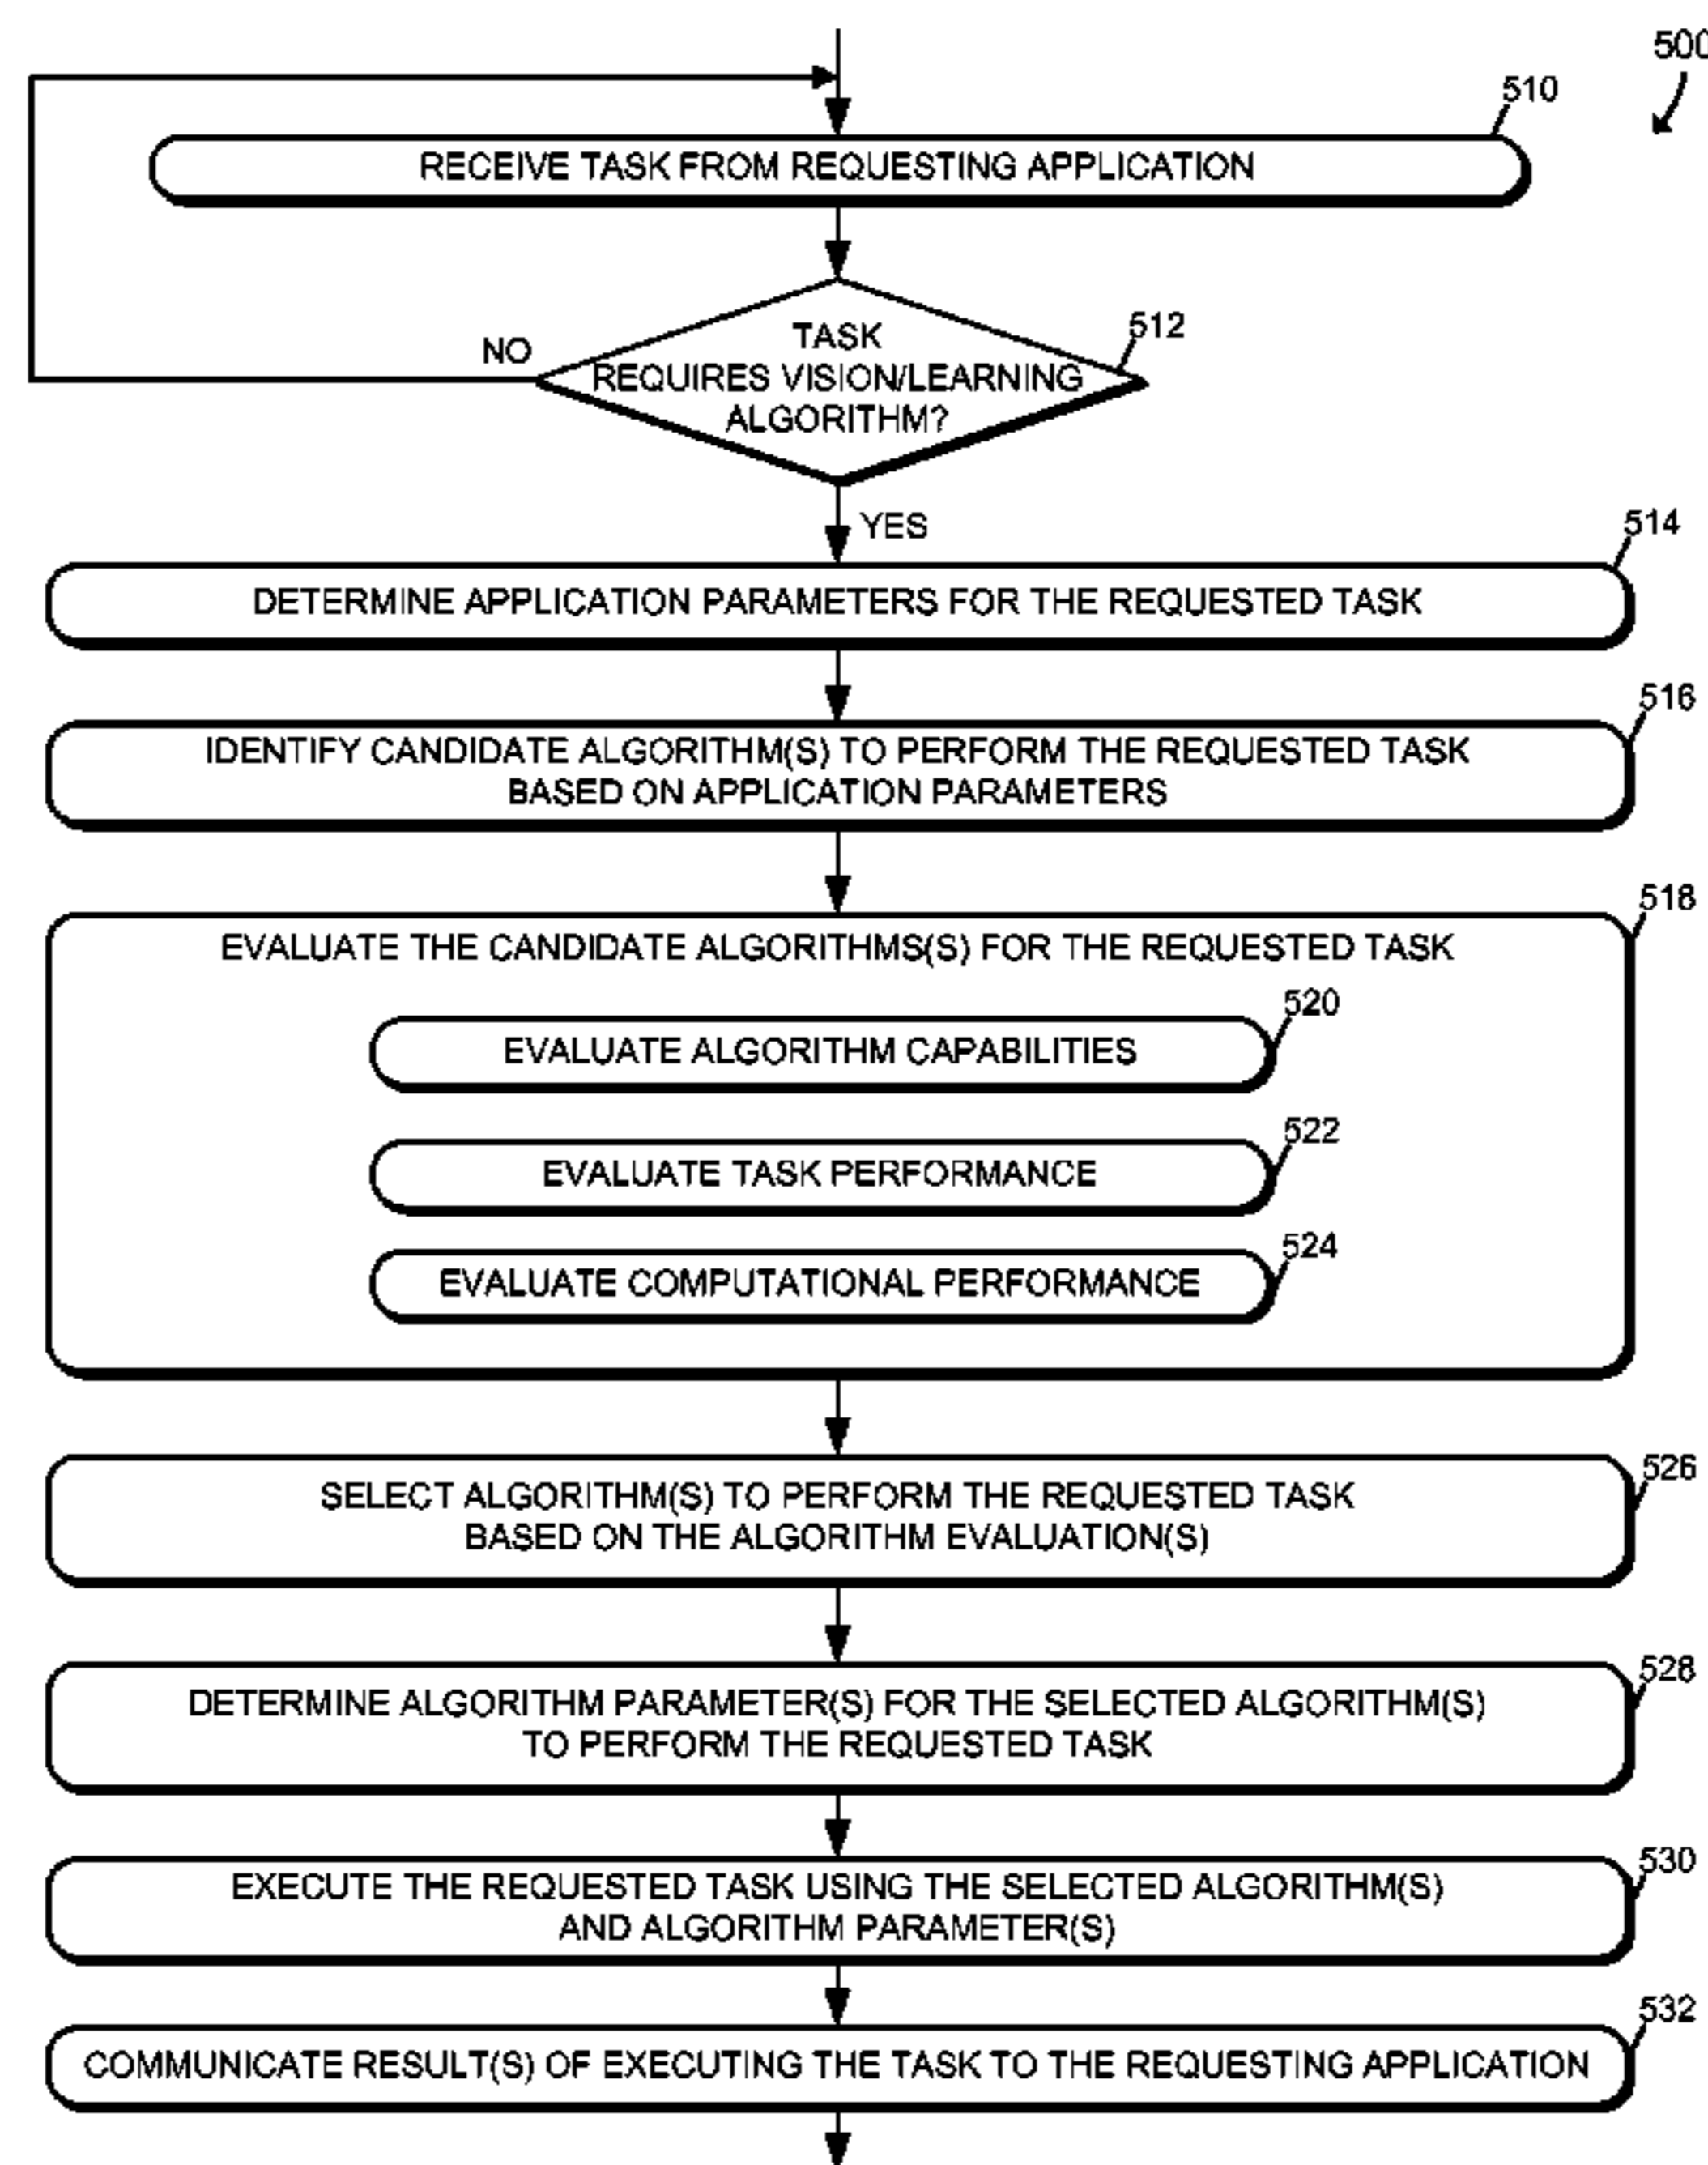 500
510
RECEIVE TASK FROM REQUESTING APPLICATION
512
NO
TASK
REQUIRES VISION/LEARNING
ALGORITHM?
YES
514
DETERMINE APPLICATION PARAMETERS FOR THE REQUESTED TASK
516
IDENTIFY CANDIDATE ALGORITHM(S) TO PERFORM THE REQUESTED TASK
BASED ON APPLICATION PARAMETERS
518
EVALUATE THE CANDIDATE ALGORITHMS(S) FOR THE REQUESTED TASK
520
EVALUATE ALGORITHM CAPABILITIES
522
EVALUATE TASK PERFORMANCE
524
EVALUATE COMPUTATIONAL PERFORMANCE
526
SELECT ALGORITHM(S) TO PERFORM THE REQUESTED TASK
BASED ON THE ALGORITHM EVALUATION(S)
528
DETERMINE ALGORITHM PARAMETER(S) FOR THE SELECTED ALGORITHM(S)
TO PERFORM THE REQUESTED TASK
530
EXECUTE THE REQUESTED TASK USING THE SELECTED ALGORITHM(S)
AND ALGORITHM PARAMETER(S)
532
COMMUNICATE RESULT(S) OF EXECUTING THE TASK TO THE REQUESTING APPLICATION